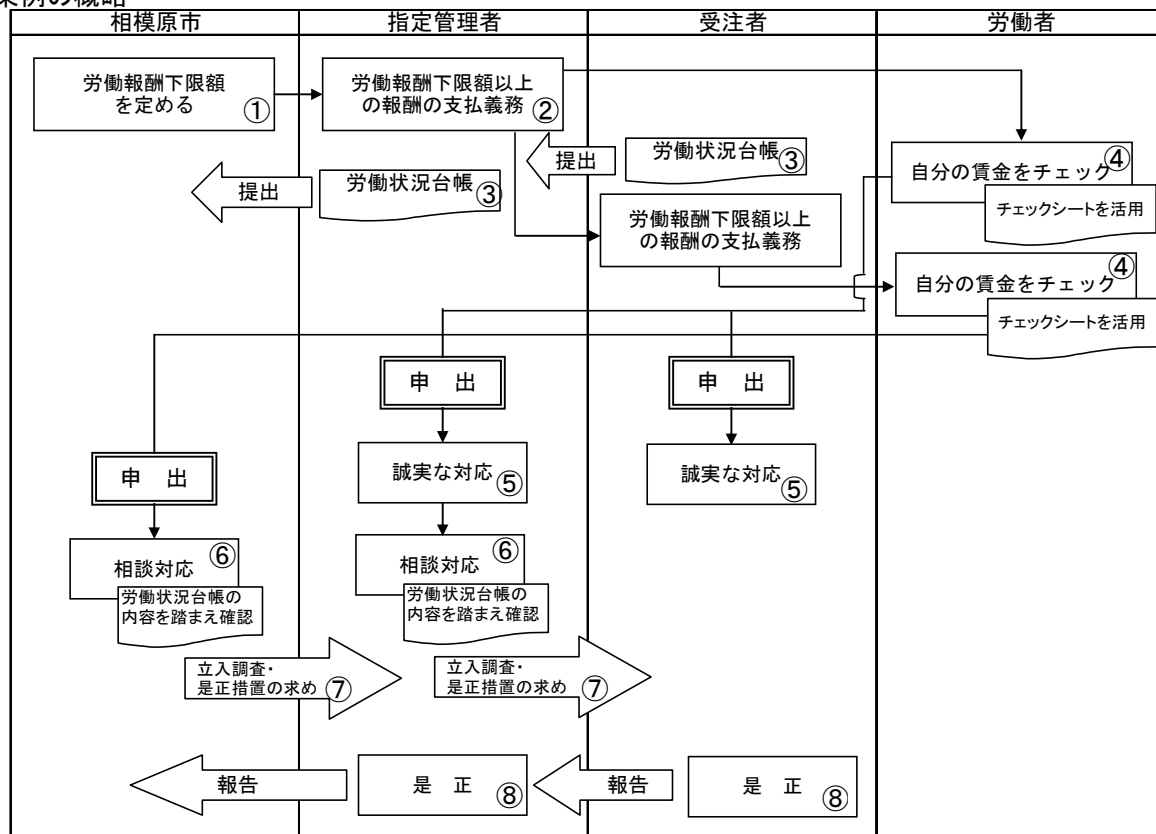 条例の概略
相模原市
指定管理者
受注者
労働者
労働報酬下限額
を定める
①
労働報酬下限額以上
の報酬の支払義務
②
提出
労働状況台帳
③
提出
労働状況台帳
③
自分の賃金をチェック
④
チェックシートを活用
労働報酬下限額以上
の報酬の支払義務
自分の賃金をチェック
④
チェックシートを活用
申 出
申 出
申 出
誠実な対応
⑤
誠実な対応
⑤
相談対応
⑥
労働状況台帳の
内容を踏まえ確認
相談対応
⑥
労働状況台帳の
内容を踏まえ確認
立入調査・
是正措置の求め
⑦
立入調査・
是正措置の求め
⑦
報告
是 正
⑧
報告
是 正
⑧